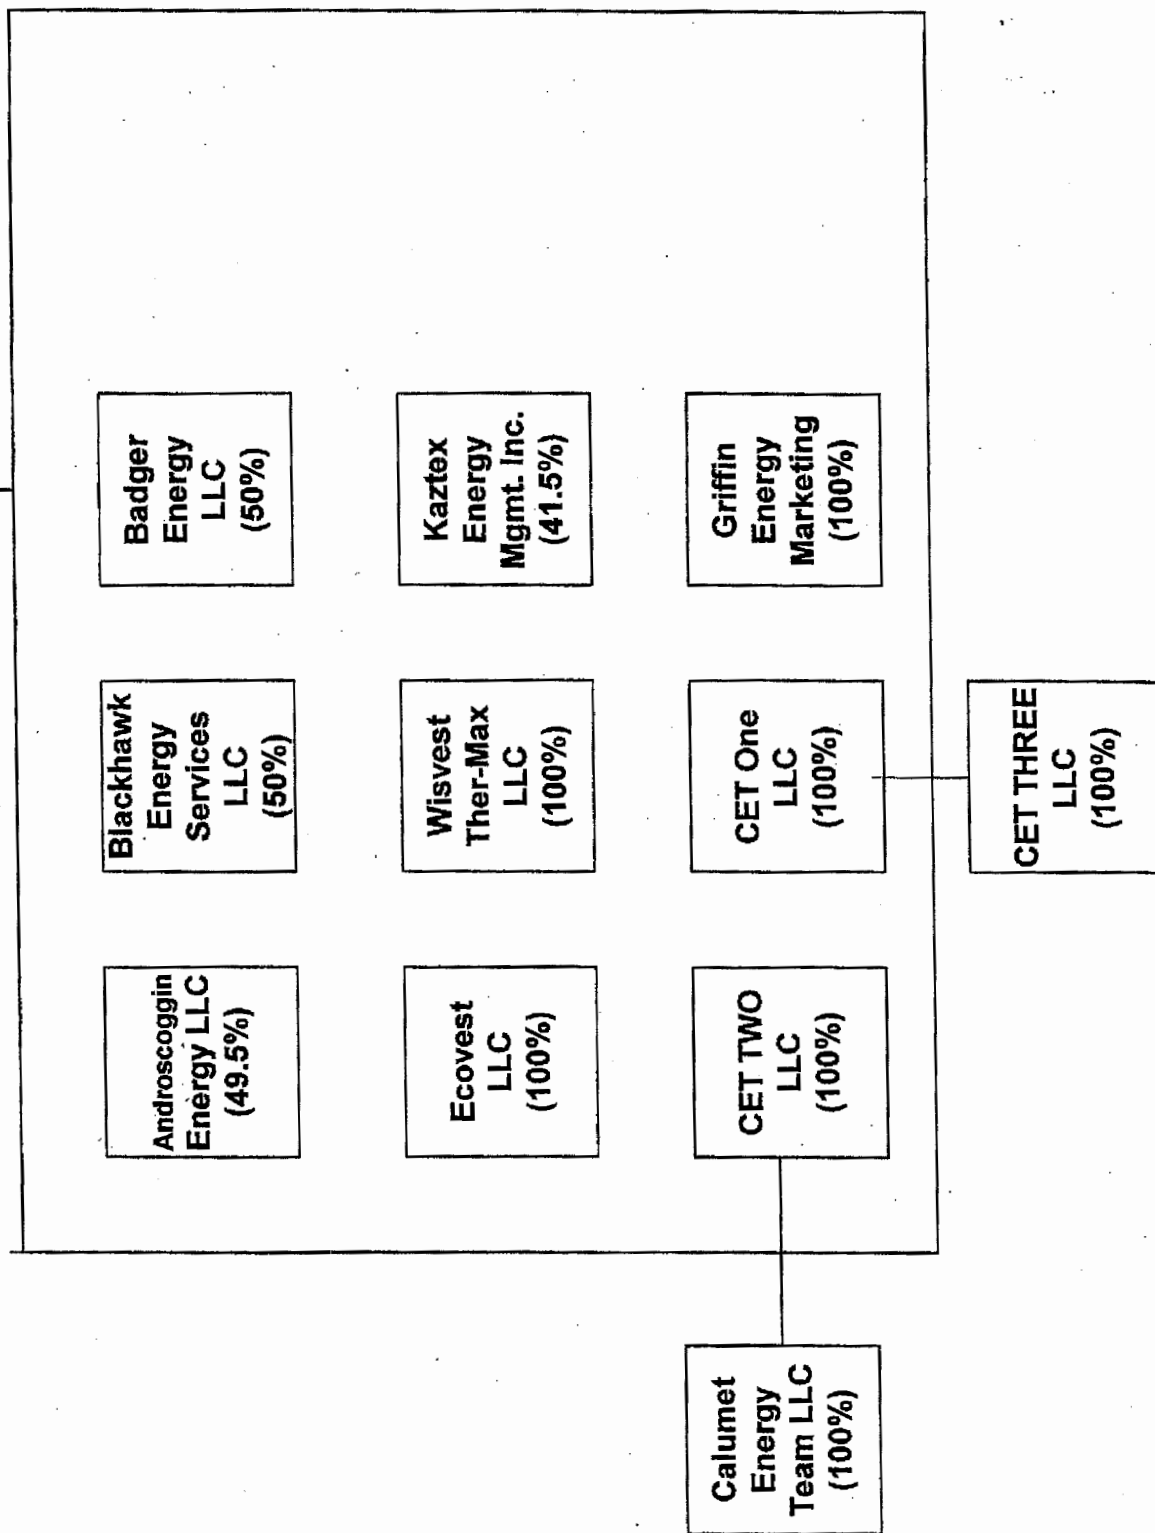 Androscoggin
Energy LLC
(49.5%)
Blackhawk
Energy
Services
LLC
(50%)
Badger
Energy
LLC
(50%)
Ecovest
LLC
(100%)
Wisvest
Ther-Max
LLC
(100%)
Kaztex
Energy
Mgmt. Inc.
(41.5%)
Calumet
Energy
Team LLC
(100%)
CET TWO
LLC
(100%)
CET One
LLC
(100%)
Griffin
Energy
Marketing
(100%)
CET THREE
LLC
(100%)